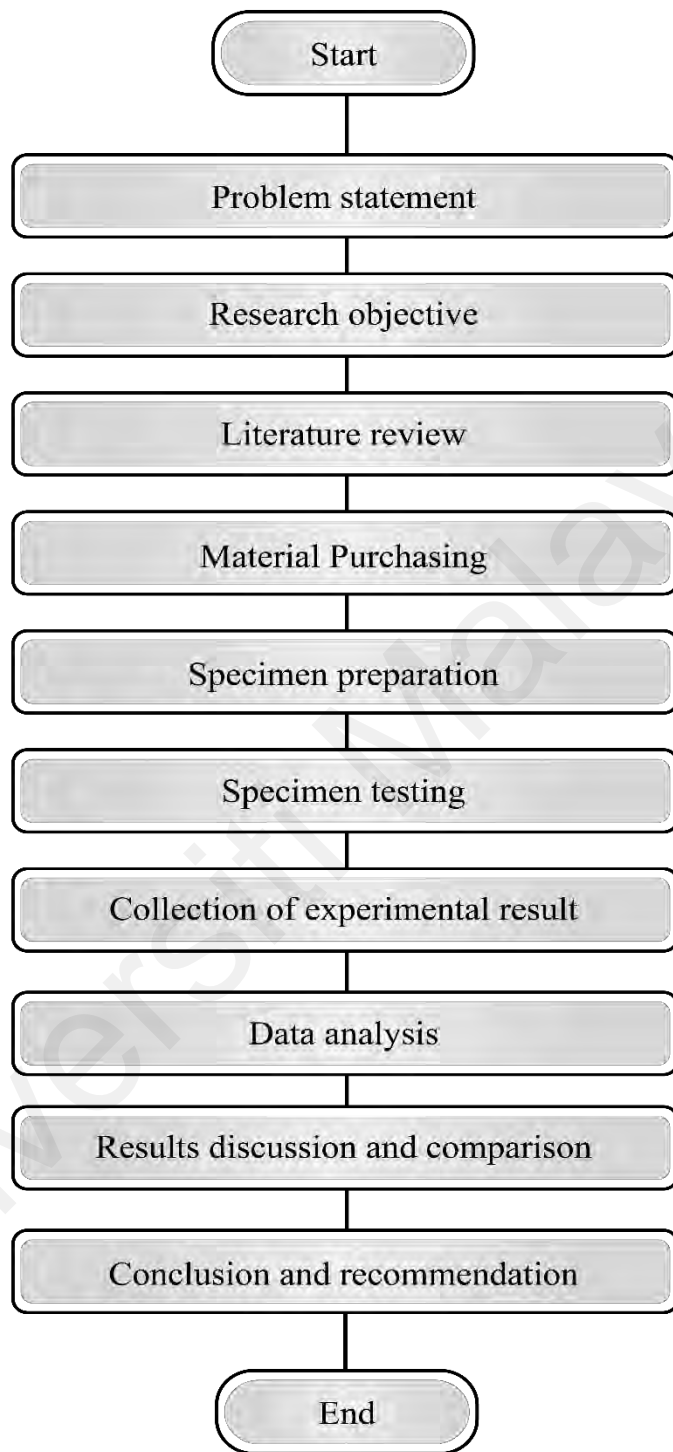 Start
Problem statement
Research objective
Literature review
Material Purchasing
Specimen preparation
Specimen testing
Collection of experimental result
Data analysis
Results discussion and comparison
Conclusion and recommendation
End